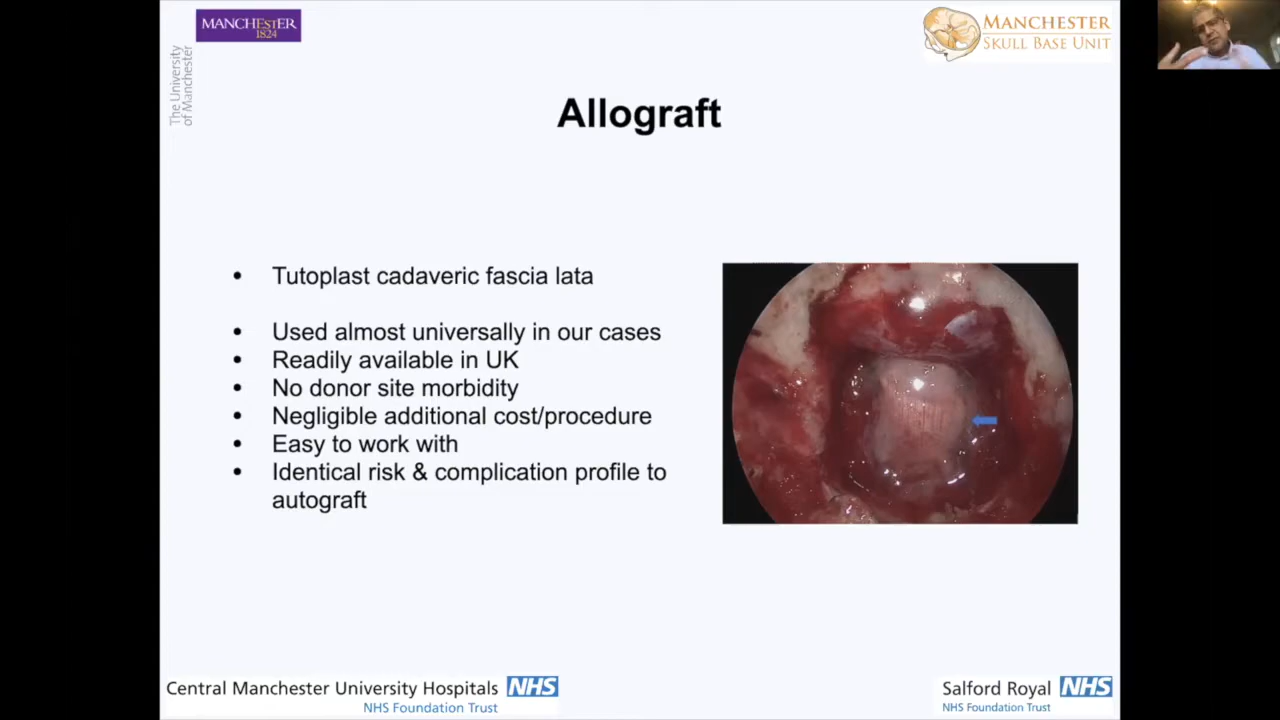 MANCHESTER
1824
The University
of Manchester
MANCHESTER
SKULL BASE UNIT
Allograft
• Tutoplast cadaveric fascia lata
• Used almost universally in our cases
• Readily available in UK
• No donor site morbidity
• Negligible additional cost/procedure
• Easy to work with
• Identical risk & complication profile to
autograft
Central Manchester University Hospitals NHS
NHS Foundation Trust
Salford Royal NHS
NHS Foundation Trust